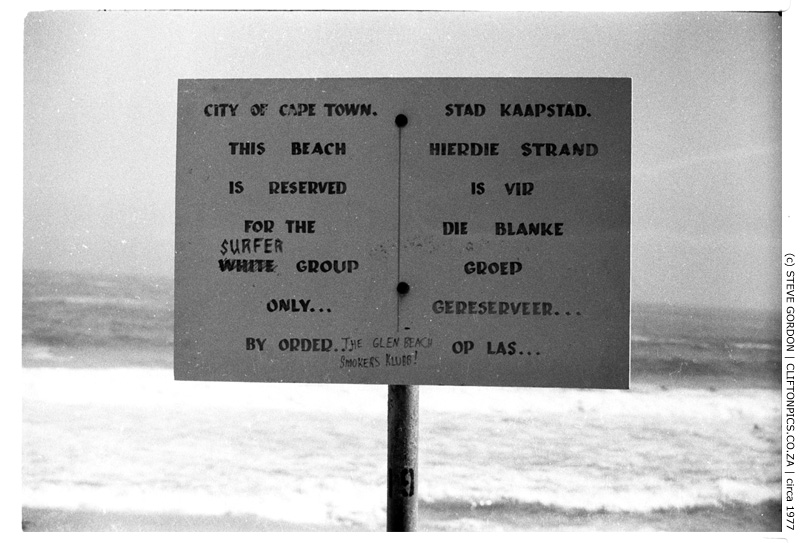 CITY OF CAPE TOWN.
THIS BEACH
IS RESERVED
FOR THE
SURFER
WHITE GROUP
ONLY...
BY ORDER..
THE GLEN BEACH
SMOKERS KLUBB!
STAD KAAPSTAD.
HIERDIE STRAND
IS VIR
DIE BLANKE
GROEP
GERESERVEER...
OP LAS...
(c) STEVE GORDON | CLIFTONPICS.CO.ZA | circa 1977